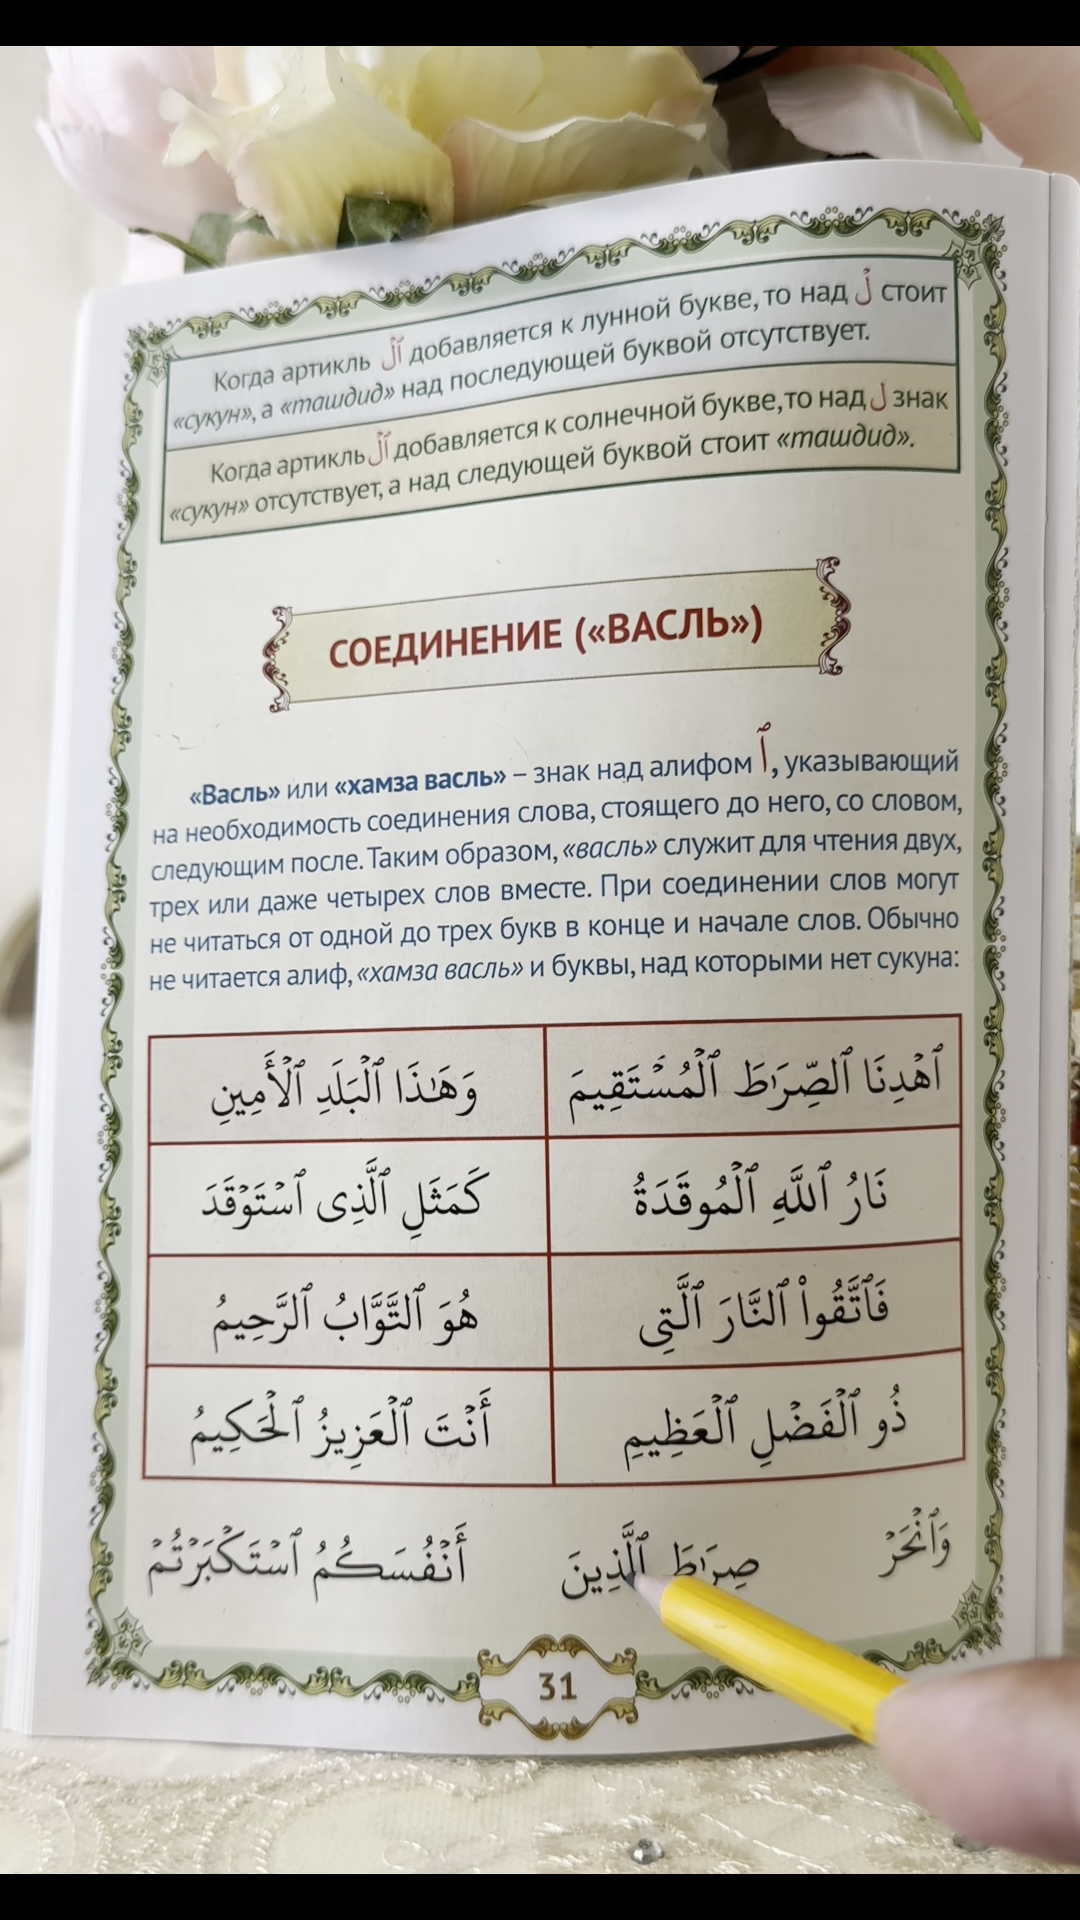 Когда артикль ٱلْ добавляется к лунной букве, то над لْ стоит
«сукун», а «ташдид» над последующей буквой отсутствует.
Когда артикль ٱلْ добавляется к солнечной букве, то над ل знак
«сукун» отсутствует, а над следующей буквой стоит «ташдид».
СОЕДИНЕНИЕ («ВАСЛЬ»)
«Васль» или «хамза васль» – знак над алифом ٱ, указывающий
на необходимость соединения слова, стоящего до него, со словом,
следующим после. Таким образом, «васль» служит для чтения двух,
трех или даже четырех слов вместе. При соединении слов могут
не читаться от одной до трех букв в конце и начале слов. Обычно
не читается алиф, «хамза васль» и буквы, над которыми нет сукуна:
ٱهْدِنَا ٱلصِّرَٰطَ ٱلْمُسْتَقِيمَ
وَهَـٰذَا ٱلْبَلَدِ ٱلْأَمِينِ
نَارُ ٱللَّهِ ٱلْمُوقَدَةُ
كَمَثَلِ ٱلَّذِى ٱسْتَوْقَدَ
فَٱتَّقُوا۟ ٱلنَّارَ ٱلَّتِى
هُوَ ٱلتَّوَّابُ ٱلرَّحِيمُ
ذُو ٱلْفَضْلِ ٱلْعَظِيمِ
أَنْتَ ٱلْعَزِيزُ ٱلْحَكِيمُ
وَٱنْحَرْ صِرَٰطَ ٱلَّذِينَ أَنْفُسَكُمُ ٱسْتَكْبَرْتُمْ
31